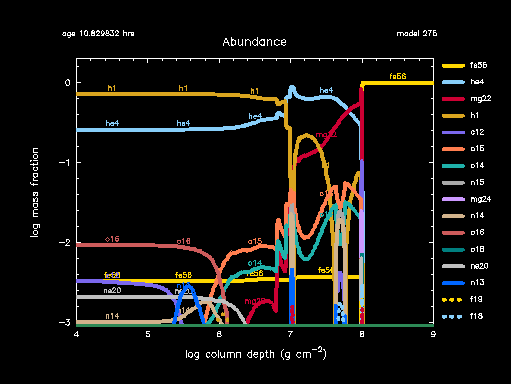 age 10.829832 hrs
model 275
Abundance
fe56
he4
mg22
h1
c12
o15
o14
n15
mg24
n14
o16
o18
ne20
n13
f19
f18
h1 h1 h1
he4 he4 he4
fe56
o16 o16 o15
o14
fe56 fe56 fe56
ne20 ne20
n14 n14
0
−1
−2
−3
4 5 6 7 8 9
log mass fraction
log column depth (g cm−2)